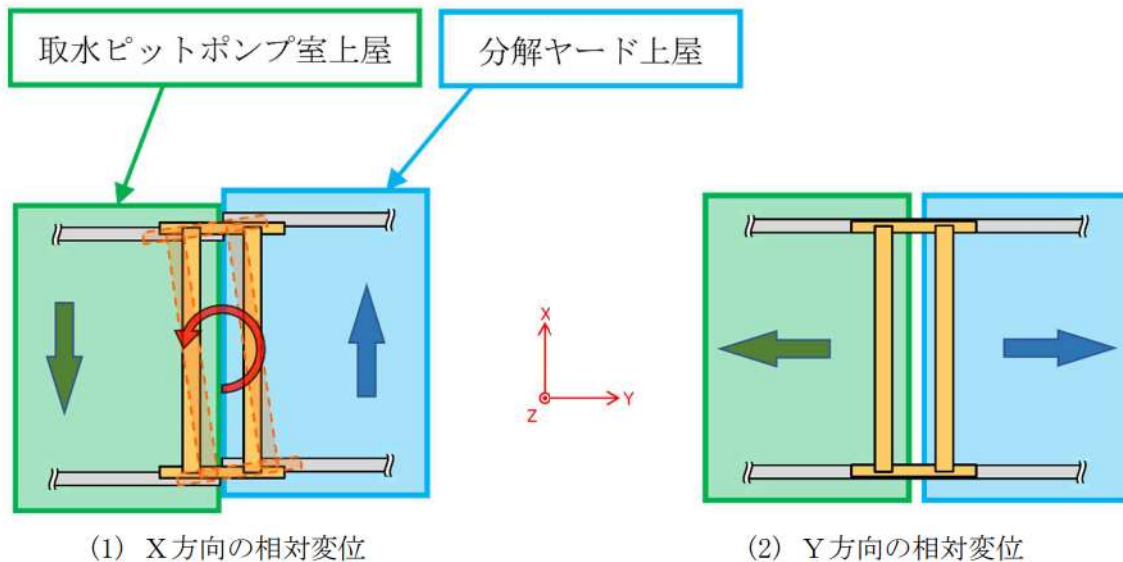 取水ピットポンプ室上屋
分解ヤード上屋
X
Y
Z
(1) X方向の相対変位
(2) Y方向の相対変位